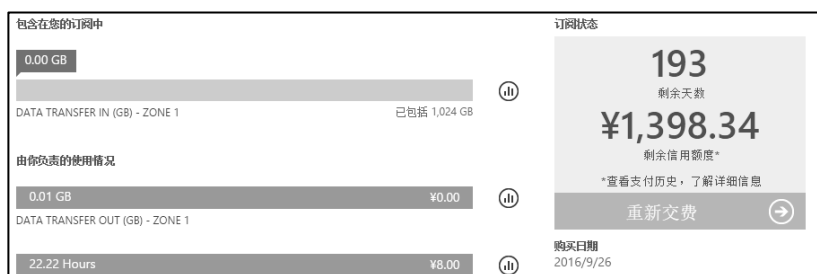 包含在您的订阅中
0.00 GB
DATA TRANSFER IN (GB) - ZONE 1
已包括 1,024 GB
由你负责的使用情况
0.01 GB
¥0.00
DATA TRANSFER OUT (GB) - ZONE 1
22.22 Hours
¥8.00
订阅状态
193
剩余天数
¥1,398.34
剩余信用额度*
*查看支付历史，了解详细信息
重新交费
购买日期
2016/9/26